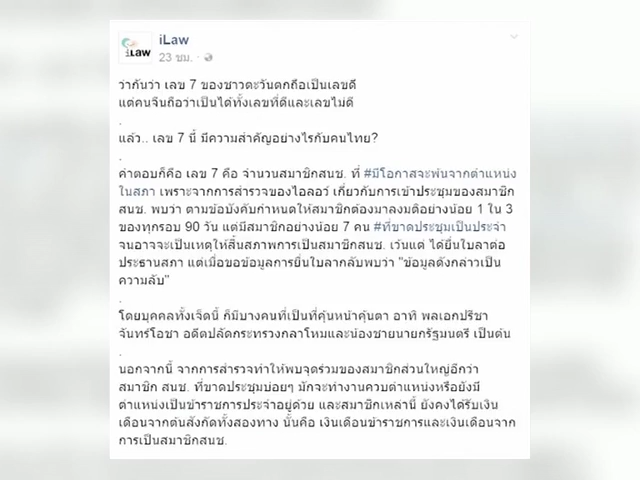 iLaw
iLaw
23 ชม. ·
ว่ากันว่า เลข 7 ของชาวตะวันตกถือเป็นเลขดี
แต่คนจีนถือว่าเป็นได้ทั้งเลขที่ดีและเลขไม่ดี
.
แล้ว.. เลข 7 นี้ มีความสำคัญอย่างไรกับคนไทย?
.
คำตอบก็คือ เลข 7 คือ จำนวนสมาชิกสนช. ที่ #มีโอกาสจะพ้นจากตำแหน่ง
ในสภา เพราะจากการสำรวจของไอลอว์ เกี่ยวกับการเข้าประชุมของสมาชิก
สนช. พบว่า ตามข้อบังคับกำหนดให้สมาชิกต้องมาลงมติอย่างน้อย 1 ใน 3
ของทุกรอบ 90 วัน แต่มีสมาชิกอย่างน้อย 7 คน #ที่ขาดประชุมเป็นประจำ
จนอาจจะเป็นเหตุให้สิ้นสภาพการเป็นสมาชิกสนช. เว้นแต่ ได้ยื่นใบลาต่อ
ประธานสภา แต่เมื่อขอข้อมูลการยื่นใบลากลับพบว่า "ข้อมูลดังกล่าวเป็น
ความลับ"
.
โดยบุคคลทั้งเจ็ดนี้ ก็มีบางคนที่เป็นที่คุ้นหน้าคุ้นตา อาทิ พลเอกปรีชา
จันทร์โอชา อดีตปลัดกระทรวงกลาโหมและน้องชายนายกรัฐมนตรี เป็นต้น
.
นอกจากนี้ จากการสำรวจทำให้พบจุดร่วมของสมาชิกส่วนใหญ่อีกว่า
สมาชิก สนช. ที่ขาดประชุมบ่อยๆ มักจะทำงานควบตำแหน่งหรือยังมี
ตำแหน่งเป็นข้าราชการประจำอยู่ด้วย และสมาชิกเหล่านี้ ยังคงได้รับเงิน
เดือนจากต้นสังกัดทั้งสองทาง นั้นคือ เงินเดือนข้าราชการและเงินเดือนจาก
การเป็นสมาชิกสนช.